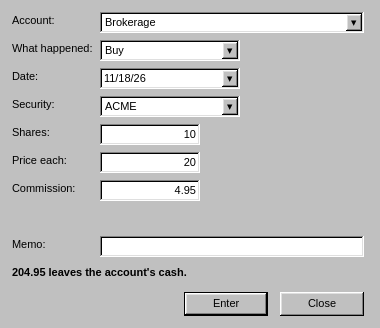 Account: Brokerage
What happened: Buy
Date: 11/18/26
Security: ACME
Shares: 10
Price each: 20
Commission: 4.95
Memo:
204.95 leaves the account's cash.
Enter Close